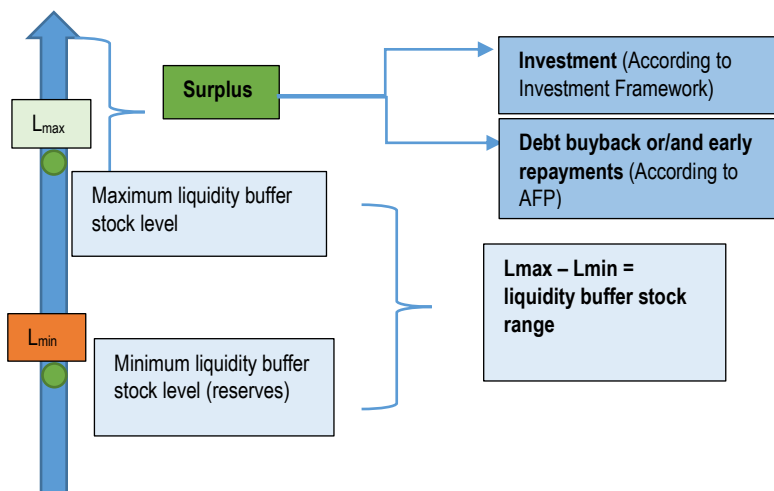 Surplus
Investment (According to
Investment Framework)
Lmax
Debt buyback or/and early
repayments (According to
AFP)
Maximum liquidity buffer
stock level
Lmax – Lmin =
liquidity buffer stock
range
Lmin
Minimum liquidity buffer
stock level (reserves)